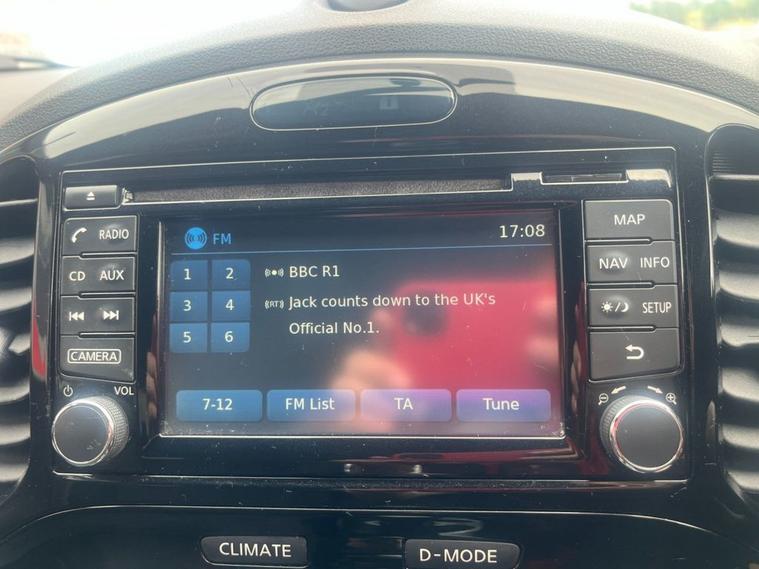 FM
17:08
RADIO
MAP
1 2
BBC R1
CD AUX
NAV INFO
3 4
Jack counts down to the UK's
SETUP
5 6
Official No.1.
CAMERA
VOL
7-12
FM List
TA
Tune
CLIMATE
D-MODE